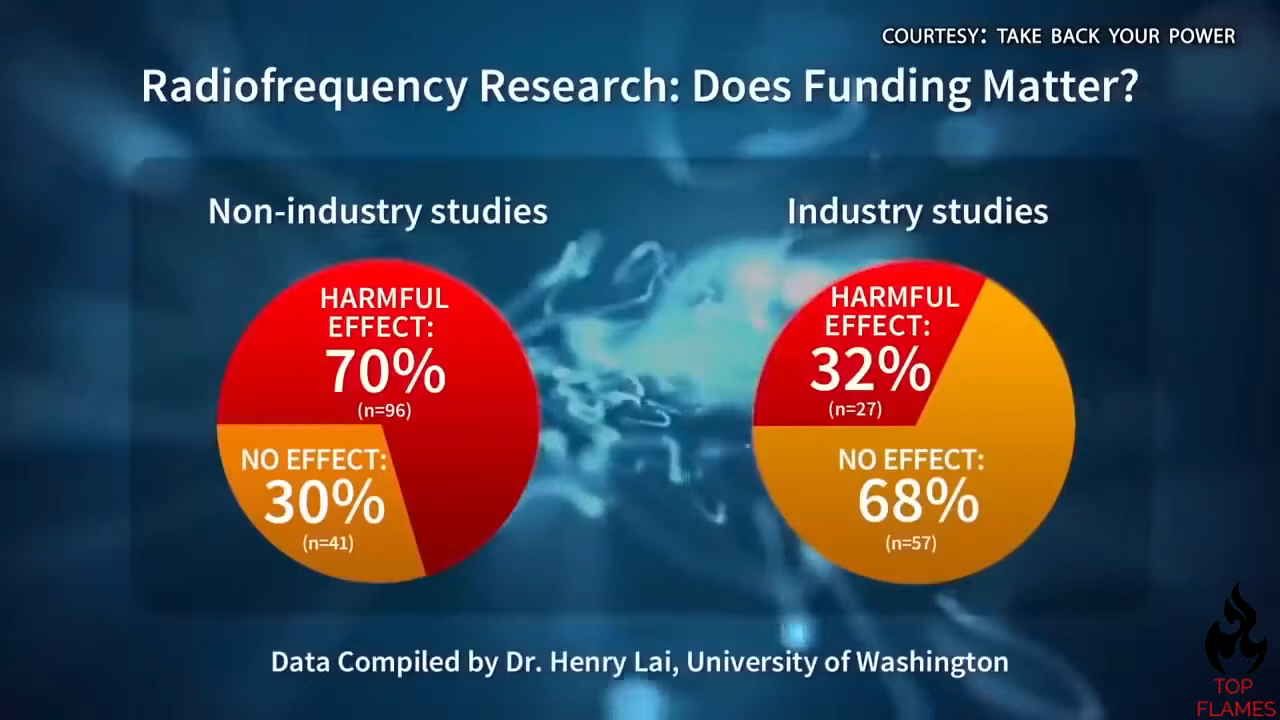 COURTESY: TAKE BACK YOUR POWER
Radiofrequency Research: Does Funding Matter?
Non-industry studies
HARMFUL
EFFECT:
70%
(n=96)
NO EFFECT:
30%
(n=41)
Industry studies
HARMFUL
EFFECT:
32%
(n=27)
NO EFFECT:
68%
(n=57)
Data Compiled by Dr. Henry Lai, University of Washington
TOP
FLAMES